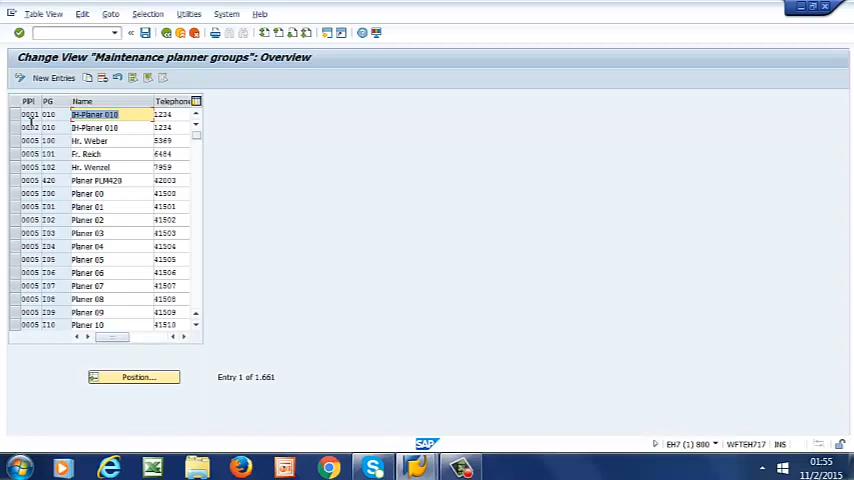 Table View Edit Goto Selection Utilities System Help
Change View "Maintenance planner groups": Overview
New Entries
PlPl PG Name Telephone
0001 010 IH-Planer 010 1234
0002 010 IH-Planer 010 1234
0005 100 Hr. Weber 5369
0005 101 Fr. Reich 6484
0005 102 Hr. Wenzel 7959
0005 420 Planer PLM420 42003
0005 I00 Planer 00 41500
0005 I01 Planer 01 41501
0005 I02 Planer 02 41502
0005 I03 Planer 03 41503
0005 I04 Planer 04 41504
0005 I05 Planer 05 41505
0005 I06 Planer 06 41506
0005 I07 Planer 07 41507
0005 I08 Planer 08 41508
0005 I09 Planer 09 41509
0005 I10 Planer 10 41510
Position... Entry 1 of 1.661
SAP
EH7 (1) 800 WFTEH717 INS
01:55
11/2/2015